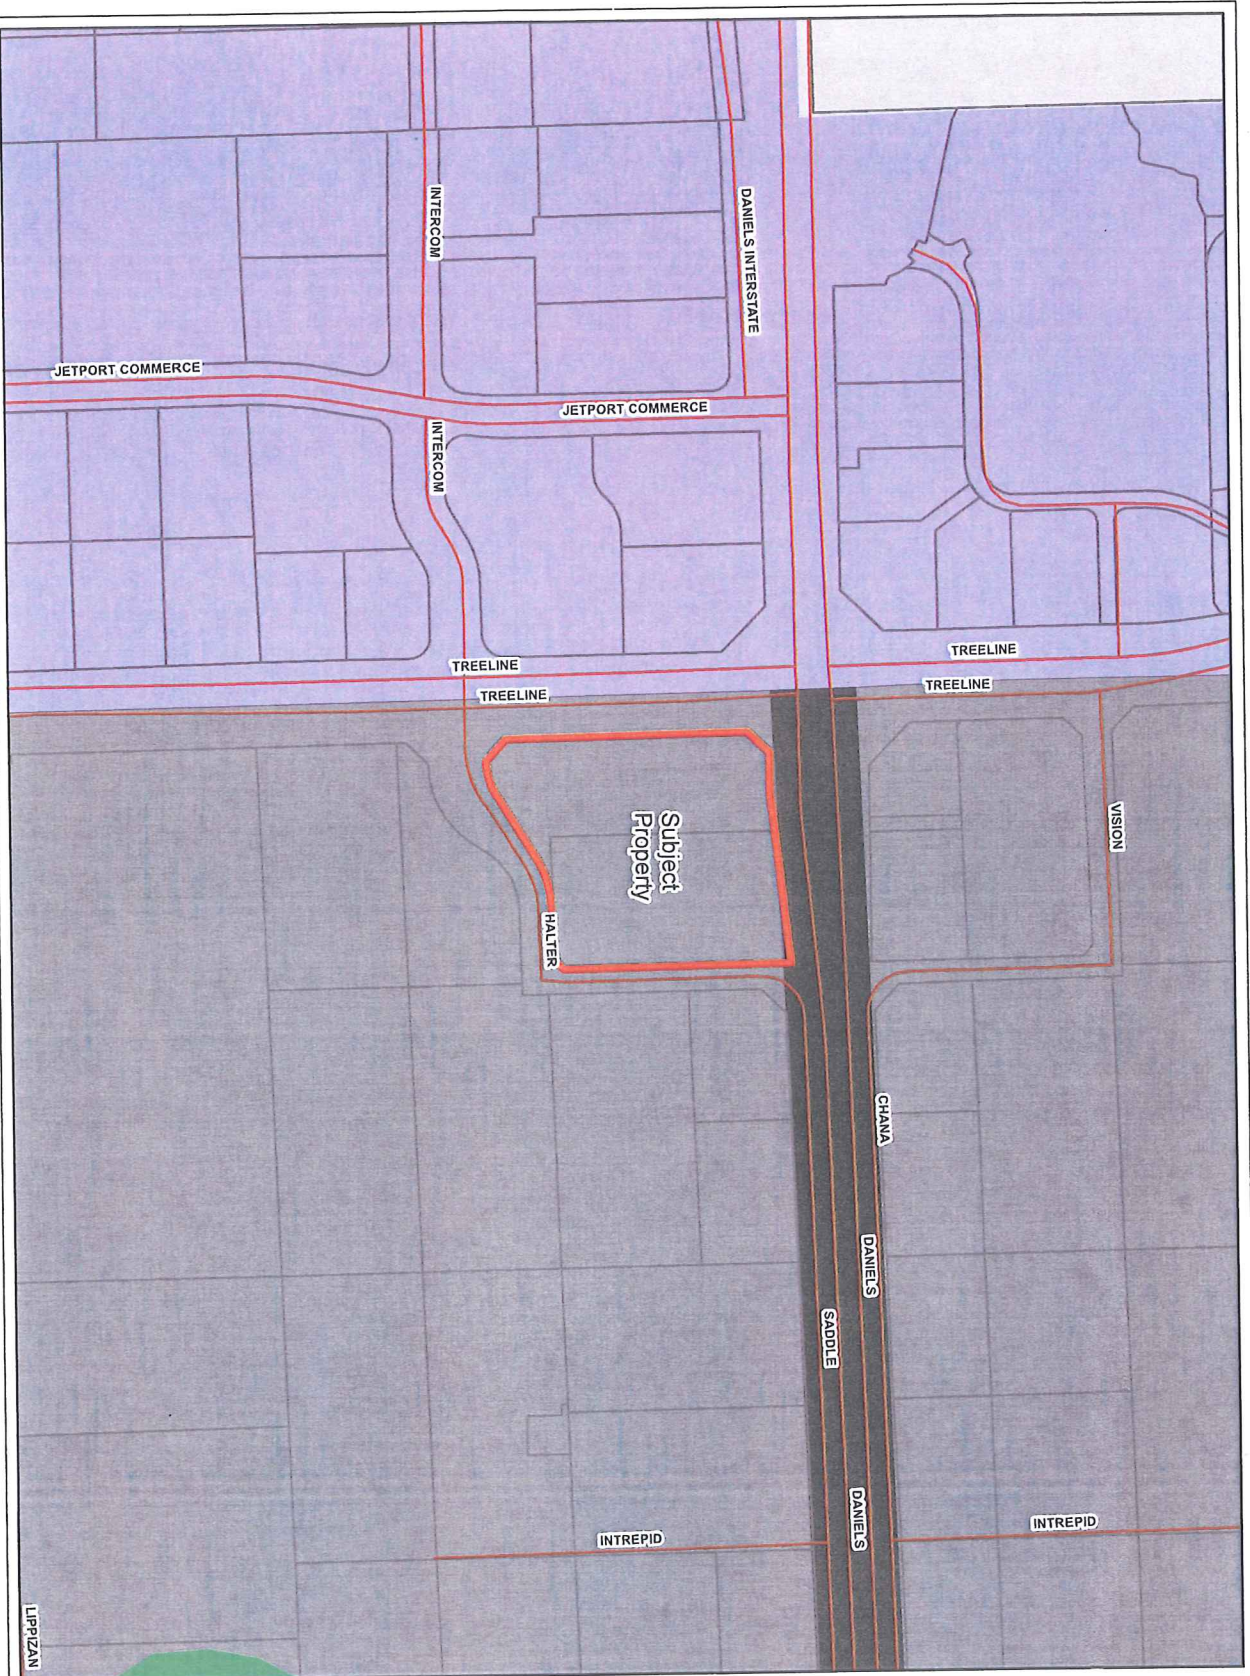 INTERCOM
DANIELS INTERSTATE
JETPORT COMMERCE
JETPORT COMMERCE
INTERCOM
TREELINE
TREELINE
TREELINE
TREELINE
VISION
Subject
Property
HALTER
CHANA
DANIELS
SADDLE
DANIELS
INTREPID
INTREPID
LIPPIZAN